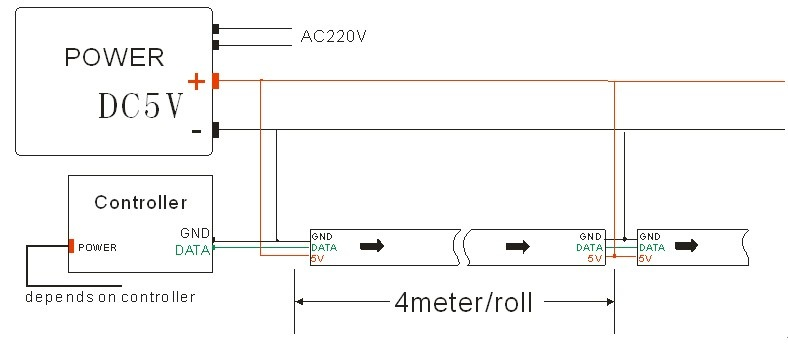 AC220V
POWER
+
DC5V
-
Controller
GND
DATA
POWER
depends on controller
GND
DATA
5V
GND
DATA
5V
GND
DATA
5V
4meter/roll